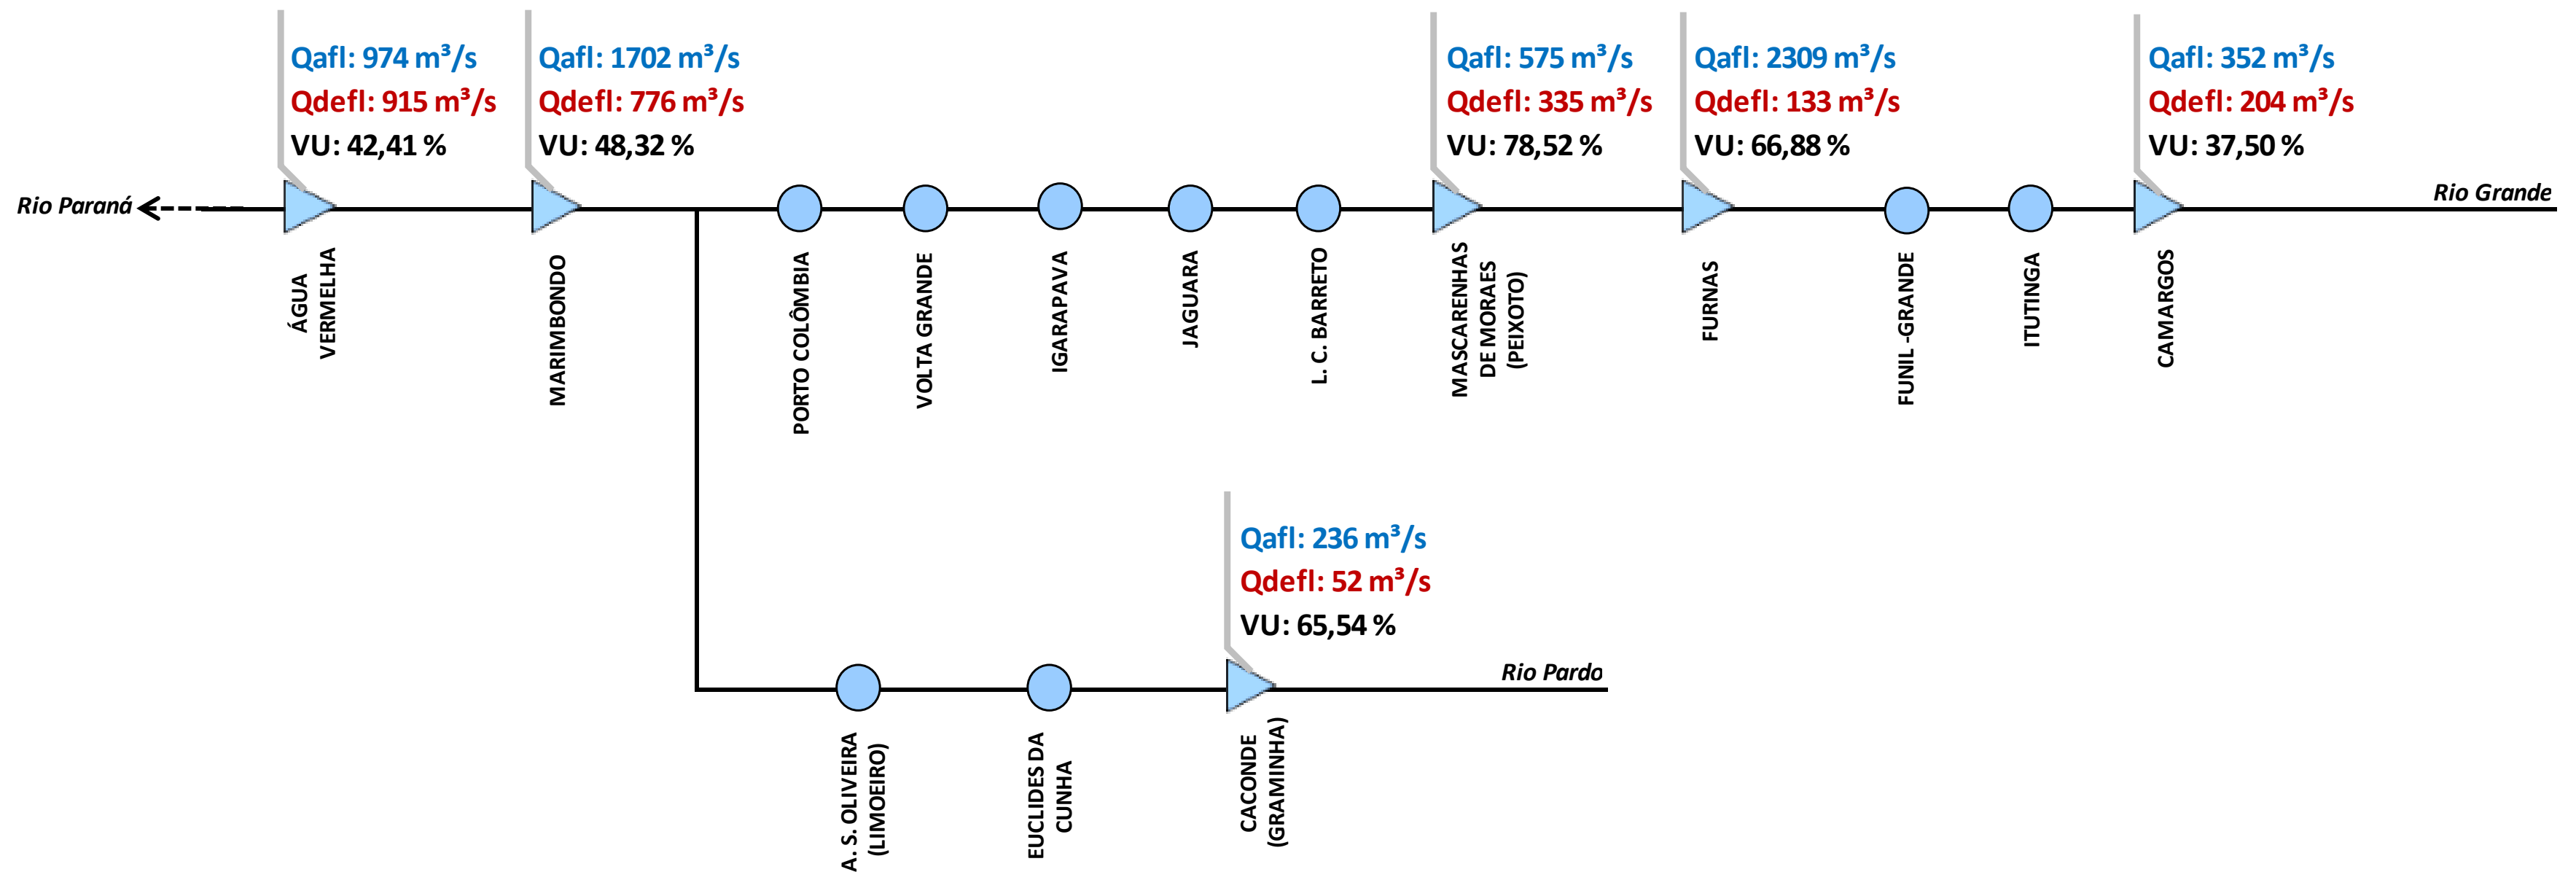 Qafl: 974 m³/s
Qdefl: 915 m³/s
VU: 42,41 %
Qafl: 1702 m³/s
Qdefl: 776 m³/s
VU: 48,32 %
Qafl: 575 m³/s
Qdefl: 335 m³/s
VU: 78,52 %
Qafl: 2309 m³/s
Qdefl: 133 m³/s
VU: 66,88 %
Qafl: 352 m³/s
Qdefl: 204 m³/s
VU: 37,50 %
Rio Paraná
Rio Grande
ÁGUA
VERMELHA
MARIMBONDO
PORTO COLÔMBIA
VOLTA GRANDE
IGARAPAVA
JAGUARA
L. C. BARRETO
MASCARENHAS
DE MORAES
(PEIXOTO)
FURNAS
FUNIL -GRANDE
ITUTINGA
CAMARGOS
Qafl: 236 m³/s
Qdefl: 52 m³/s
VU: 65,54 %
Rio Pardo
A. S. OLIVEIRA
(LIMOEIRO)
EUCLIDES DA
CUNHA
CACONDE
(GRAMINHA)